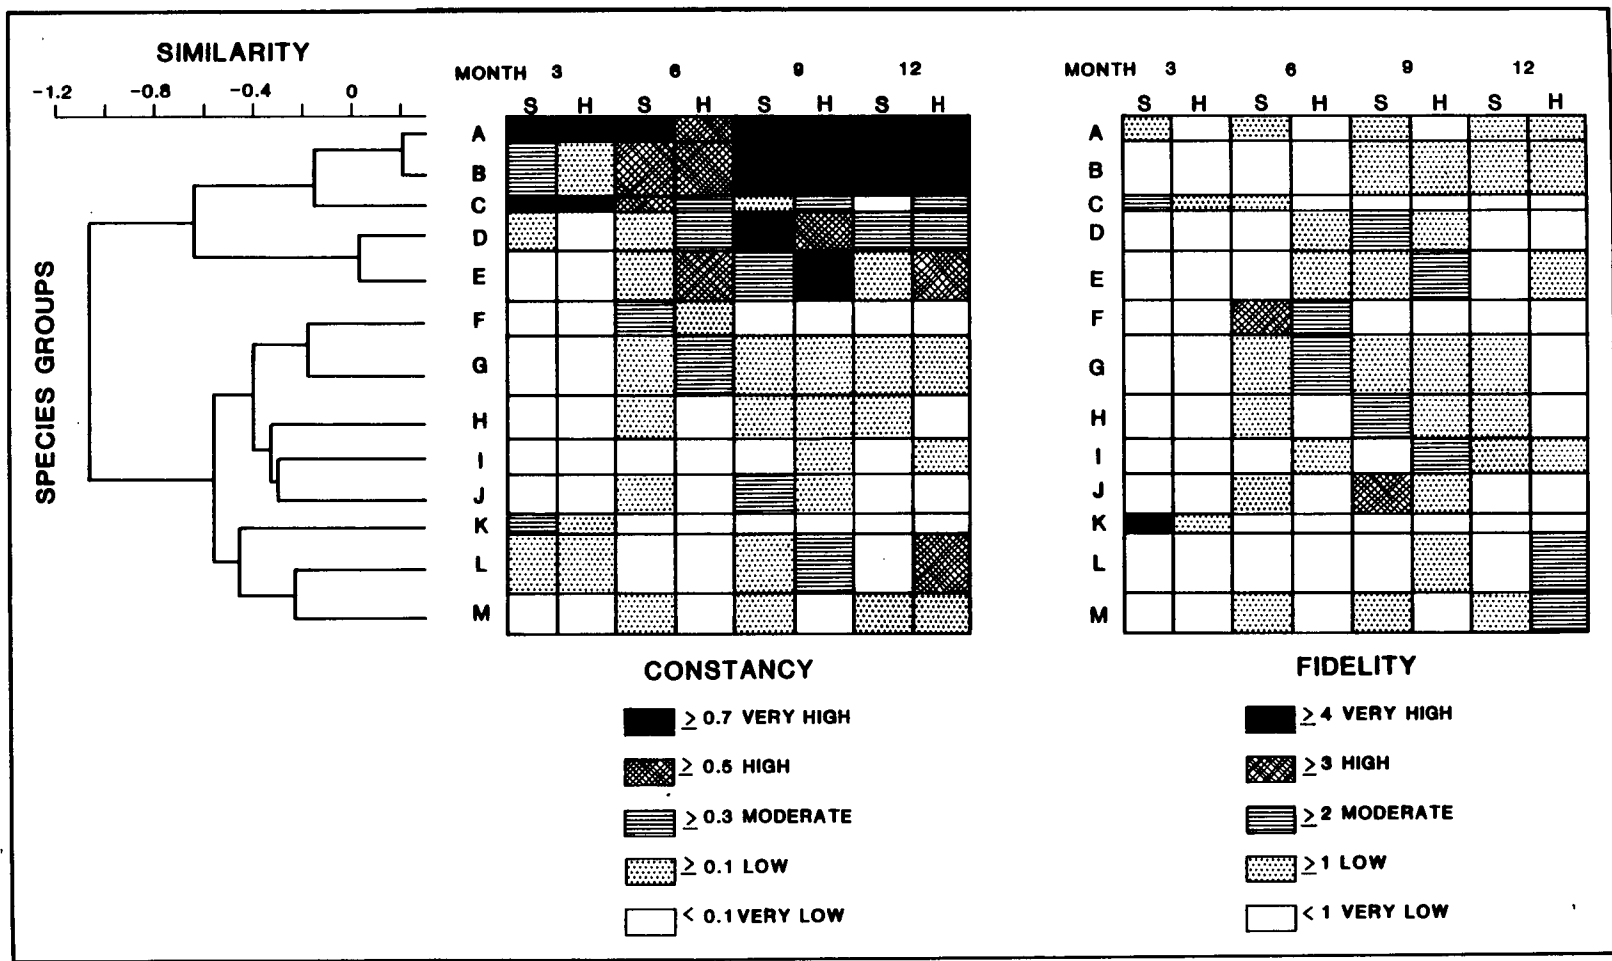 SIMILARITY
-1.2 -0.8 -0.4 0
SPECIES GROUPS
MONTH 3 6 9 12
S H S H S H S H
A
B
C
D
E
F
G
H
I
J
K
L
M
CONSTANCY
≥ 0.7 VERY HIGH
≥ 0.5 HIGH
≥ 0.3 MODERATE
≥ 0.1 LOW
< 0.1 VERY LOW
MONTH 3 6 9 12
S H S H S H S H
A
B
C
D
E
F
G
H
I
J
K
L
M
FIDELITY
≥ 4 VERY HIGH
≥ 3 HIGH
≥ 2 MODERATE
≥ 1 LOW
< 1 VERY LOW